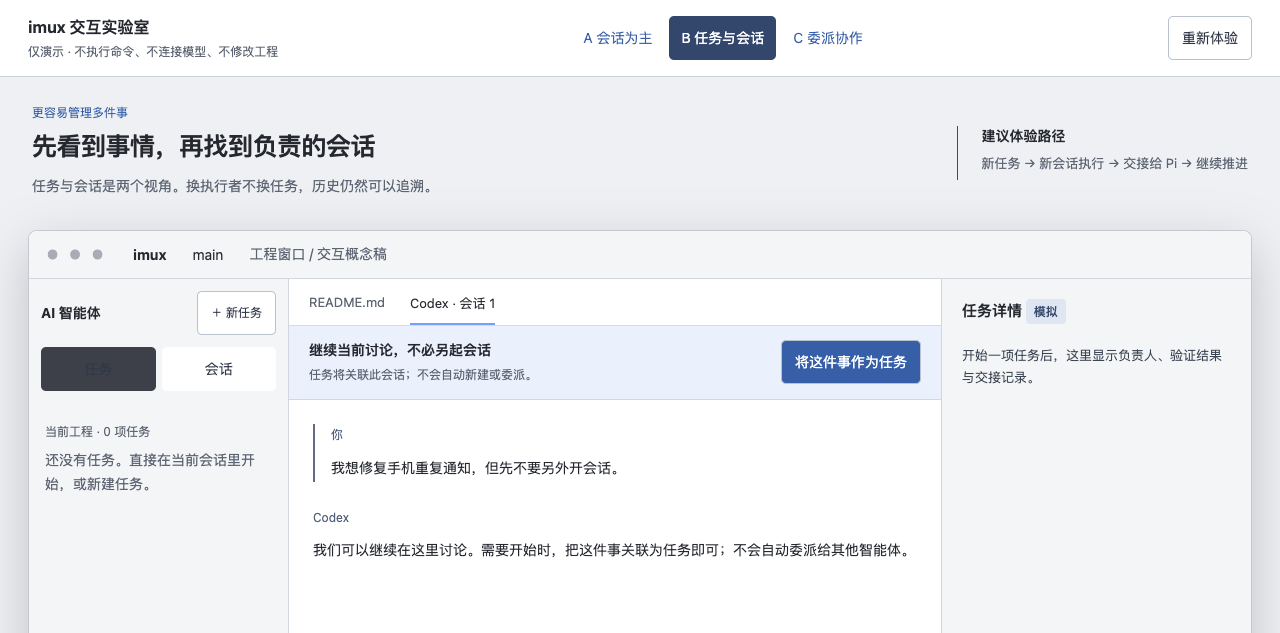 imux 交互实验室
仅演示 · 不执行命令、不连接模型、不修改工程
A 会话为主
B 任务与会话
C 委派协作
重新体验
更容易管理多件事
先看到事情，再找到负责的会话
任务与会话是两个视角。换执行者不换任务，历史仍然可以追溯。
建议体验路径
新任务 → 新会话执行 → 交接给 Pi → 继续推进
imux
main
工程窗口 / 交互概念稿
AI 智能体
+ 新任务
任务
会话
当前工程 · 0 项任务
还没有任务。直接在当前会话里开
始，或新建任务。
README.md
Codex · 会话 1
继续当前讨论，不必另起会话
任务将关联此会话；不会自动新建或委派。
将这件事作为任务
你
我想修复手机重复通知，但先不要另外开会话。
Codex
我们可以继续在这里讨论。需要开始时，把这件事关联为任务即可；不会自动委派给其他智能体。
任务详情
模拟
开始一项任务后，这里显示负责人、验证结果
与交接记录。